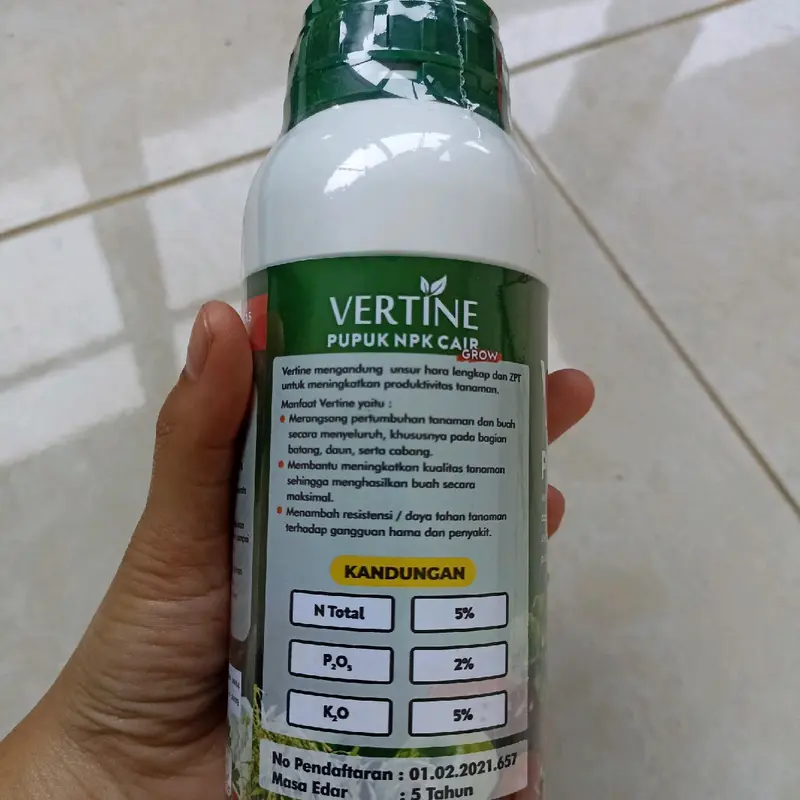 VERTINE
PUPUK NPK CAIR
GROW
Vertine mengandung unsur hara lengkap dan ZPT
untuk meningkatkan produktivitas tanaman.
Manfaat Vertine yaitu :
Merangsang pertumbuhan tanaman dan buah
secara menyeluruh, khususnya pada bagian
batang, daun, serta cabang.
Membantu meningkatkan kualitas tanaman
sehingga menghasilkan buah secara
maksimal.
Menambah resistensi / daya tahan tanaman
terhadap gangguan hama dan penyakit.
KANDUNGAN
N Total 5%
P₂O₅ 2%
K₂O 5%
No Pendaftaran : 01.02.2021.657
Masa Edar : 5 Tahun